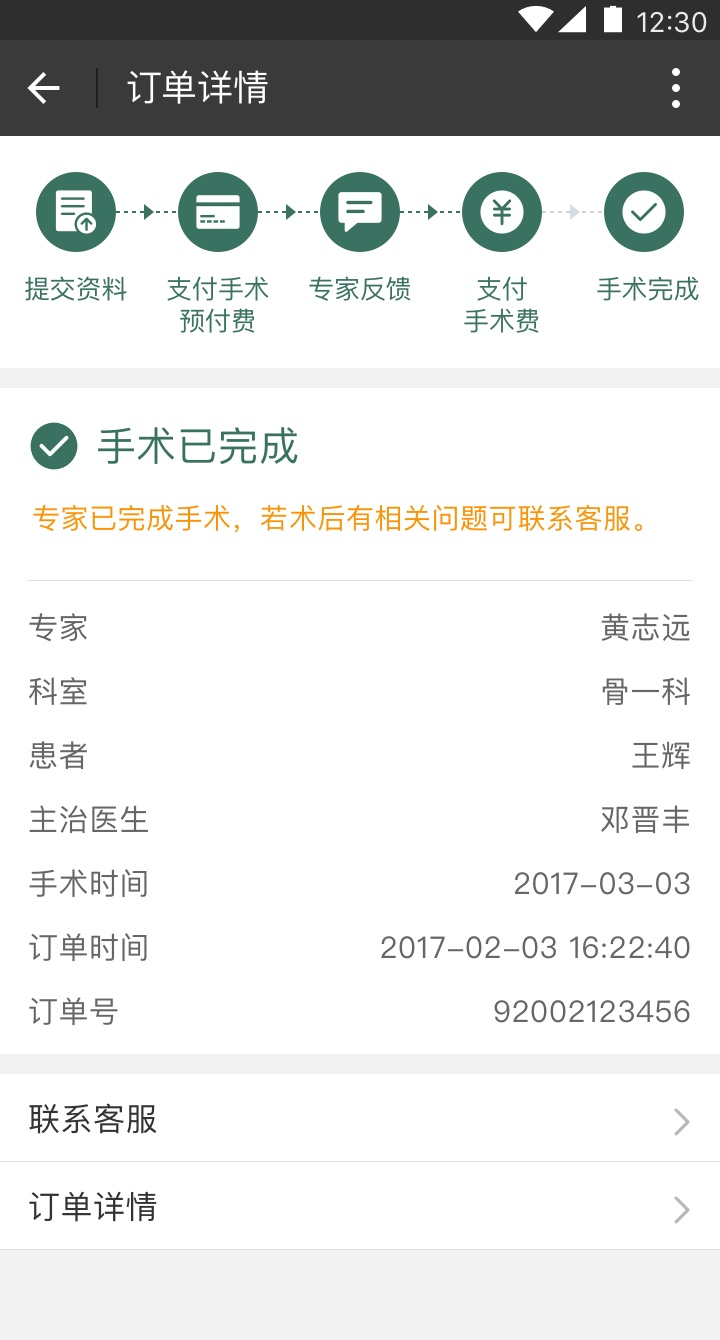 12:30
订单详情
提交资料
支付手术
预付费
专家反馈
支付
手术费
手术完成
手术已完成
专家已完成手术，若术后有相关问题可联系客服。
专家 黄志远
科室 骨一科
患者 王辉
主治医生 邓晋丰
手术时间 2017-03-03
订单时间 2017-02-03 16:22:40
订单号 92002123456
联系客服
订单详情